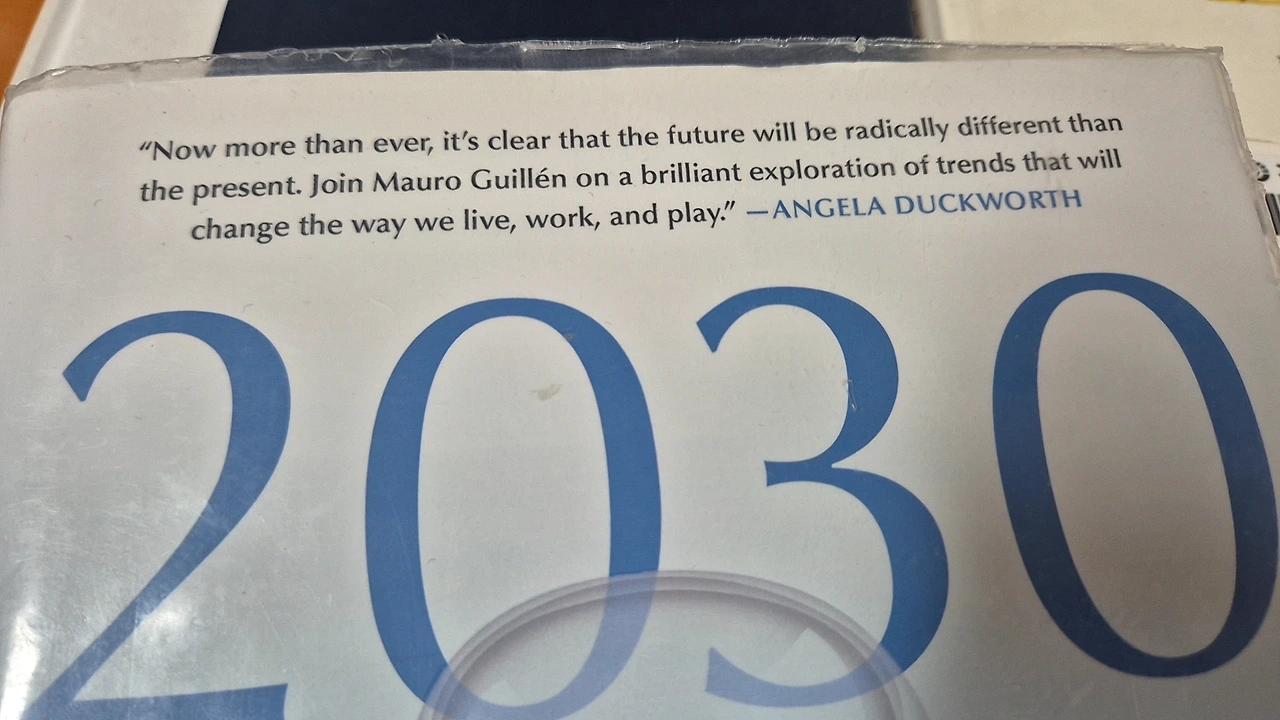 “Now more than ever, it’s clear that the future will be radically different than
the present. Join Mauro Guillén on a brilliant exploration of trends that will
change the way we live, work, and play.” —ANGELA DUCKWORTH
2030